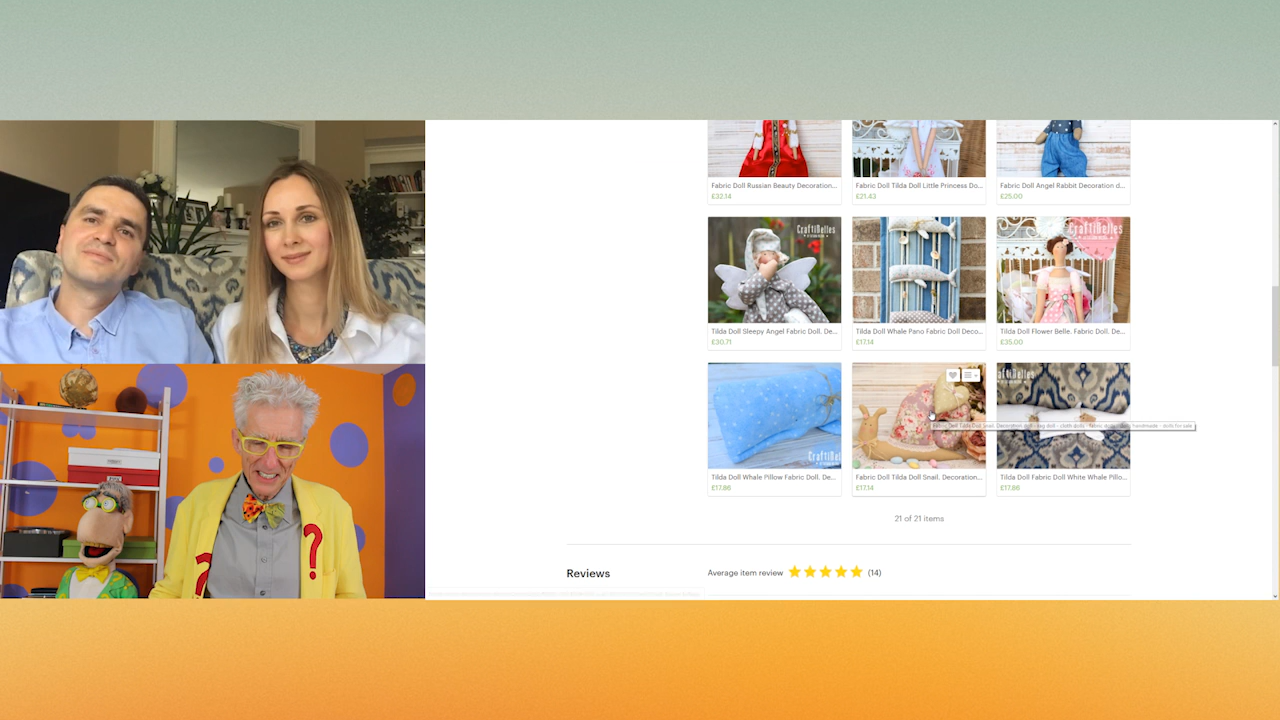 Fabric Doll Russian Beauty Decoration...
£32.14
Fabric Doll Tilda Doll Little Princess Do...
£21.43
Fabric Doll Angel Rabbit Decoration d...
£25.00
CraftiBelles
Tilda Doll Sleepy Angel Fabric Doll. De...
£30.71
Tilda Doll Whale Pano Fabric Doll Deco...
£17.14
CraftiBelles
Tilda Doll Flower Belle. Fabric Doll. De...
£35.00
CraftiBel
Tilda Doll Whale Pillow Fabric Doll. De...
£17.86
Fabric Doll Tilda Doll Snail. Decoration...
£17.14
aftiBelles
Tilda Doll Fabric Doll White Whale Pillo...
£17.86
21 of 21 items
Reviews
Average item review
(14)
??